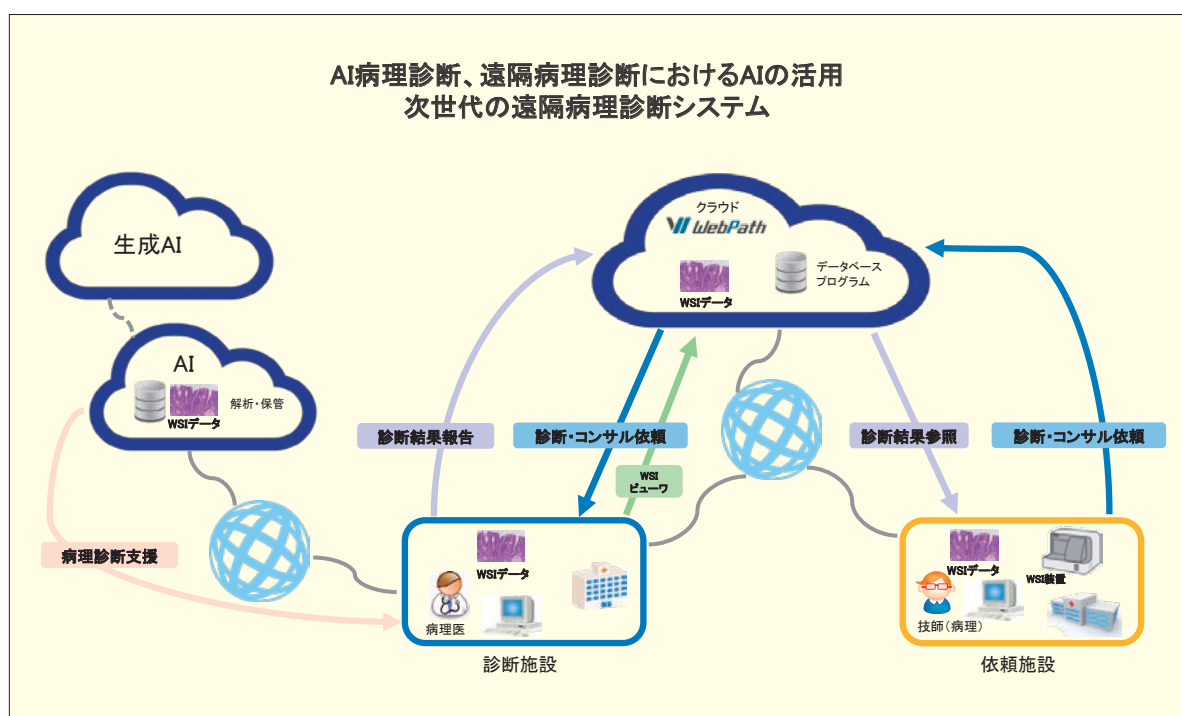 AI病理診断、遠隔病理診断におけるAIの活用
次世代の遠隔病理診断システム
生成AI
クラウド
WebPath
WSIデータ
データベース
プログラム
AI
WSIデータ
解析・保管
診断結果報告
診断・コンサル依頼
WSI
ビューワ
診断結果参照
診断・コンサル依頼
病理診断支援
WSIデータ
病理医
診断施設
WSIデータ
WSI装置
技師(病理)
依頼施設